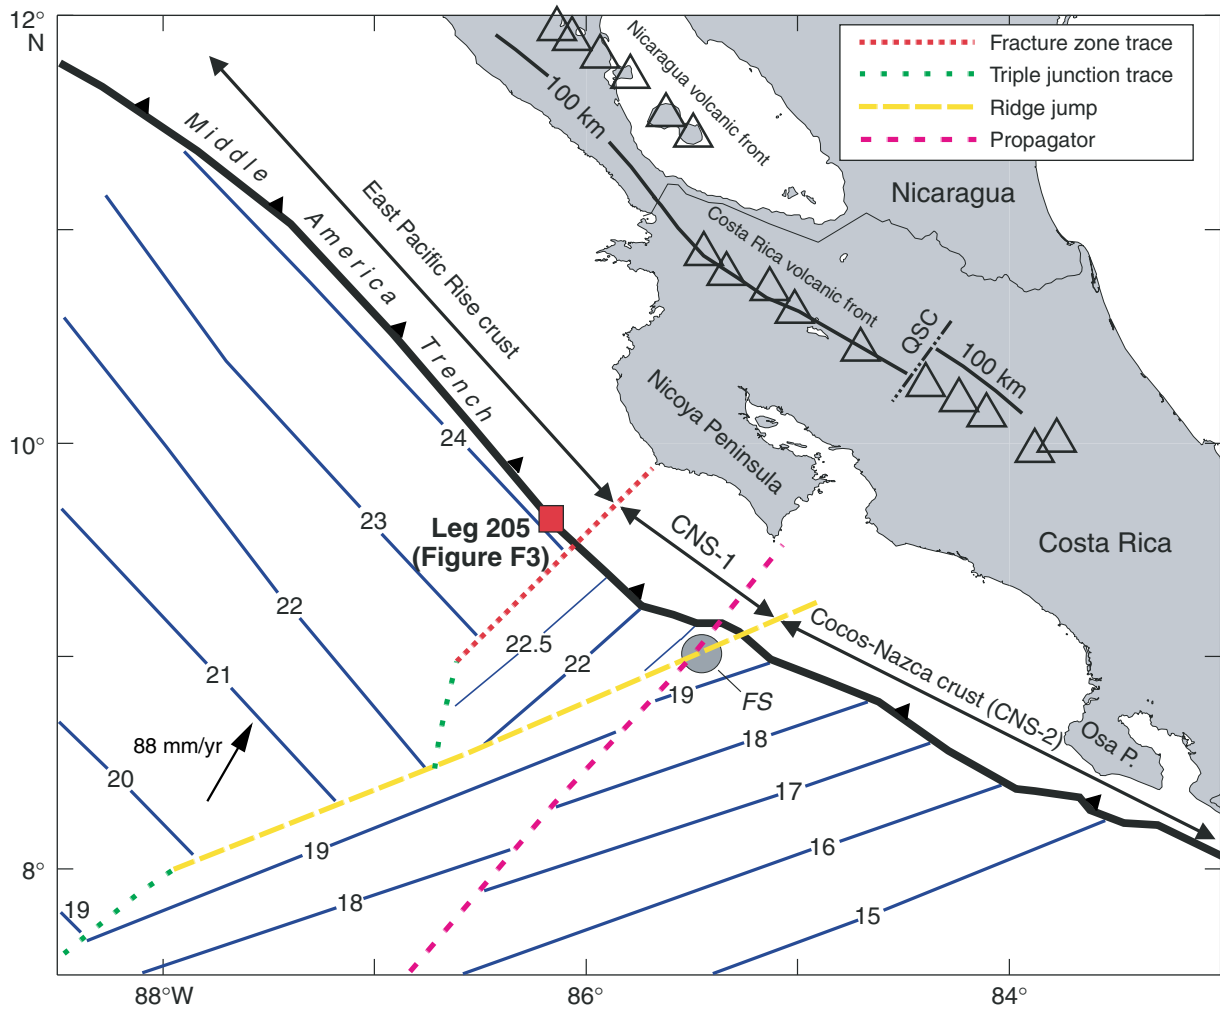 12°
N
10°
8°
88°W
86°
84°
Fracture zone trace
Triple junction trace
Ridge jump
Propagator
Nicaragua volcanic front
100 km
Nicaragua
Middle America Trench
East Pacific Rise crust
Costa Rica volcanic front
QSC
100 km
Nicoya Peninsula
Costa Rica
24
23
Leg 205
(Figure F3)
CNS-1
22
22.5
22
21
88 mm/yr
20
19
FS
Cocos-Nazca crust (CNS-2)
Osa P.
19
18
17
16
15
19
18